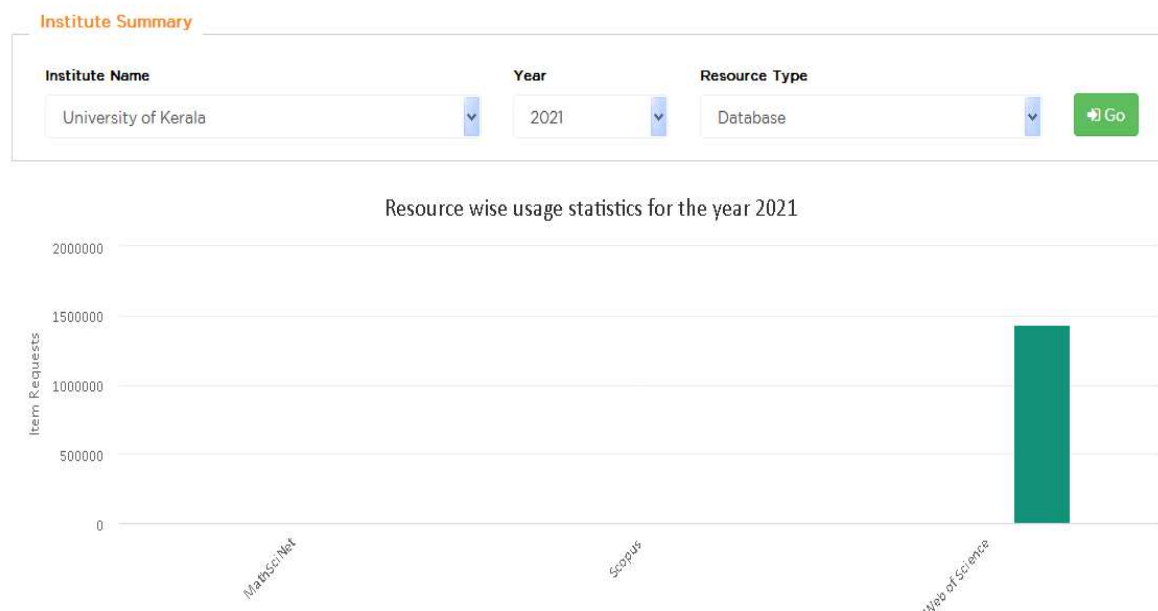 Institute Summary
Institute Name Year Resource Type
University of Kerala 2021 Database Go
Resource wise usage statistics for the year 2021
Item Requests
2000000
1500000
1000000
500000
0
MathSciNet
Scopus
Web of Science